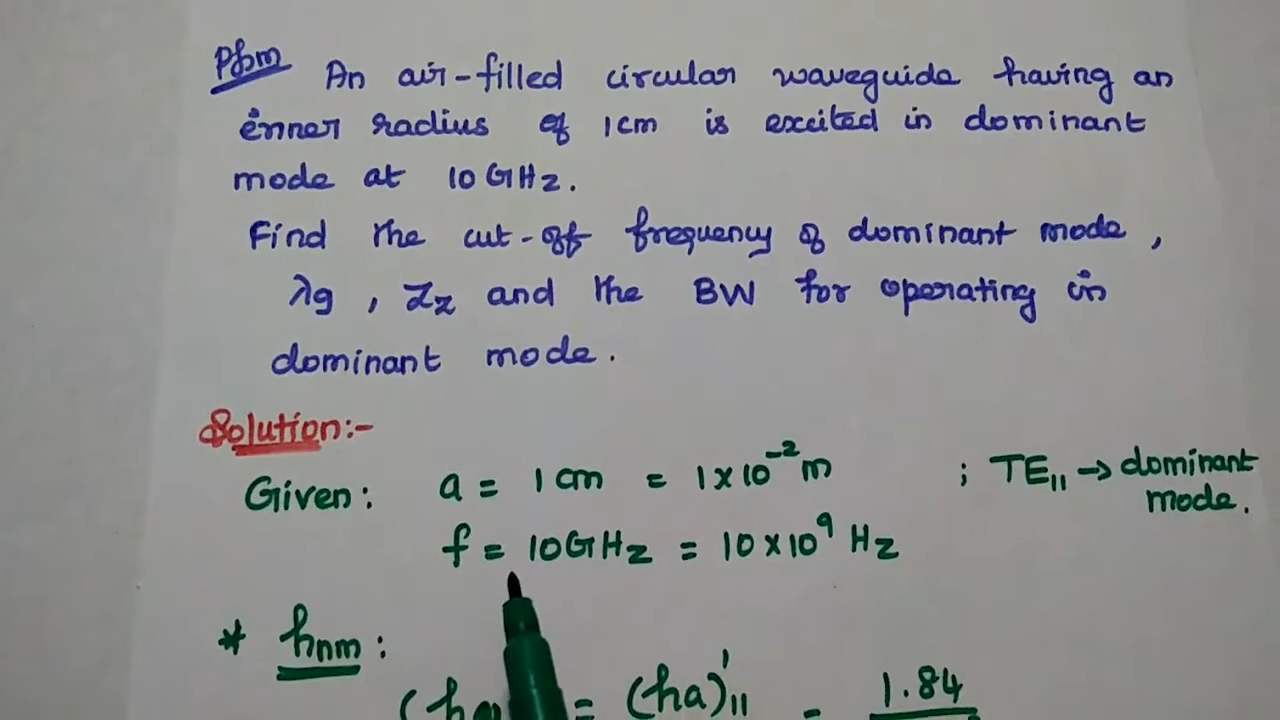 Pbm An air-filled circular waveguide having an
inner radius of 1cm is excited in dominant
mode at 10 GHz.
Find the cut-off frequency of dominant mode,
λg, Zz and the BW for operating in
dominant mode.
Solution:-
Given: a = 1 cm = 1×10⁻² m ; TE₁₁ → dominant
mode.
f = 10GHz = 10×10⁹ Hz
* hnm:
= (ha)'₁₁ = 1.84